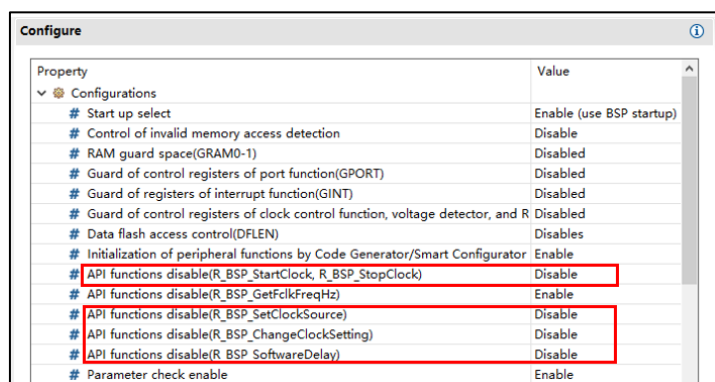 Configure
Property Value
Configurations
# Start up select Enable (use BSP startup)
# Control of invalid memory access detection Disable
# RAM guard space(GRAM0-1) Disabled
# Guard of control registers of port function(GPORT) Disabled
# Guard of registers of interrupt function(GINT) Disabled
# Guard of control registers of clock control function, voltage detector, and R Disabled
# Data flash access control(DFLEN) Disables
# Initialization of peripheral functions by Code Generator/Smart Configurator Enable
# API functions disable(R_BSP_StartClock, R_BSP_StopClock) Disable
# API functions disable(R_BSP_GetFclkFreqHz) Enable
# API functions disable(R_BSP_SetClockSource) Disable
# API functions disable(R_BSP_ChangeClockSetting) Disable
# API functions disable(R_BSP_SoftwareDelay) Disable
# Parameter check enable Enable